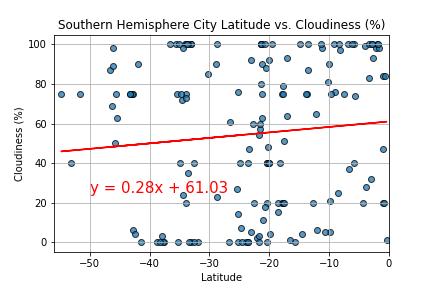 Southern Hemisphere City Latitude vs. Cloudiness (%)
100
80
60
40
20
0
Cloudiness (%)
y = 0.28x + 61.03
−50 −40 −30 −20 −10 0
Latitude